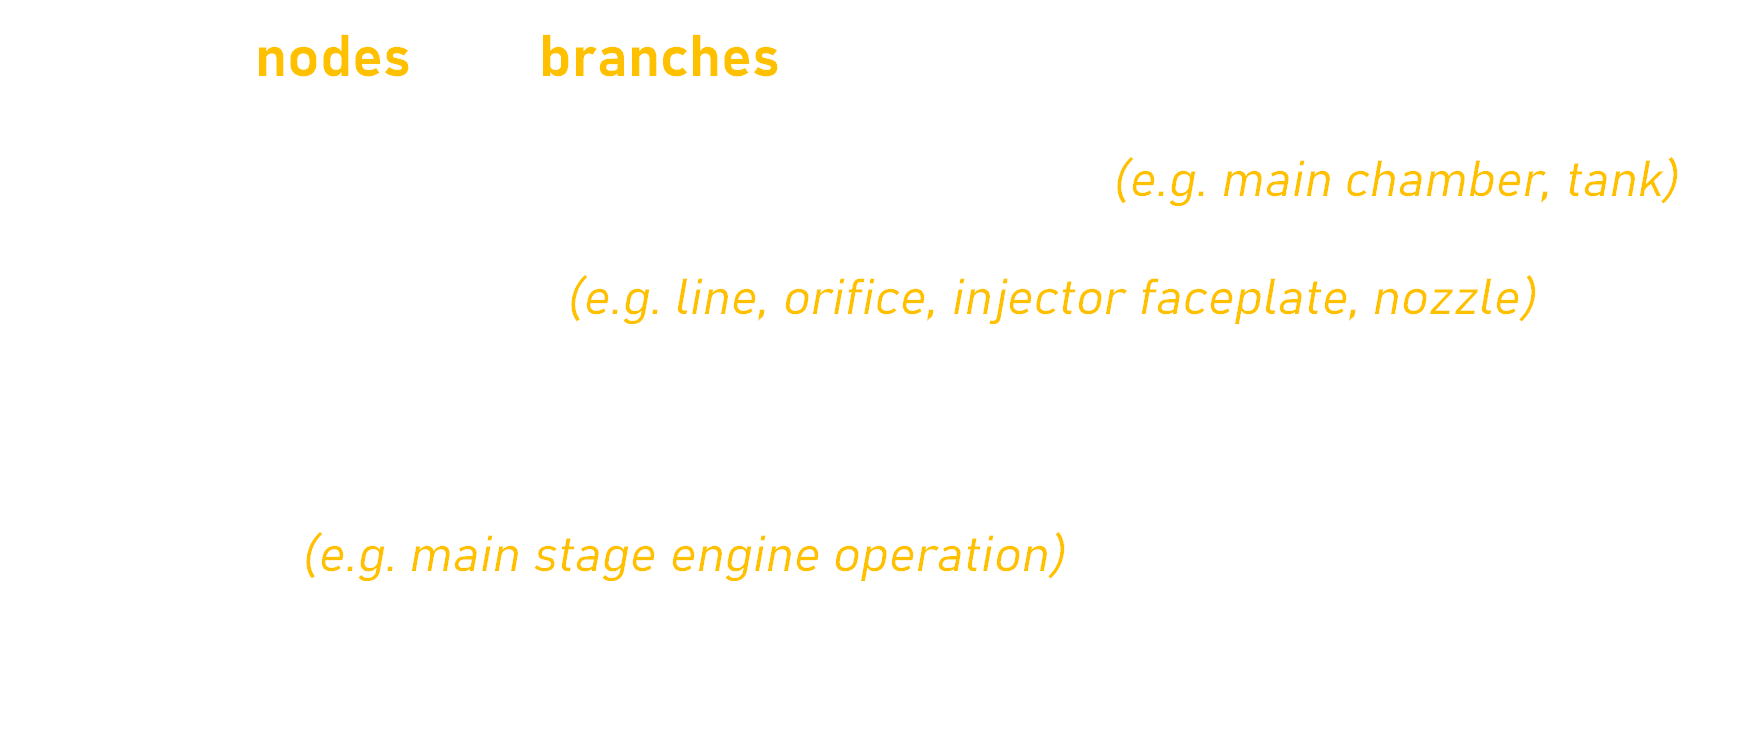 nodes branches
(e.g. main chamber, tank)
(e.g. line, orifice, injector faceplate, nozzle)
(e.g. main stage engine operation)